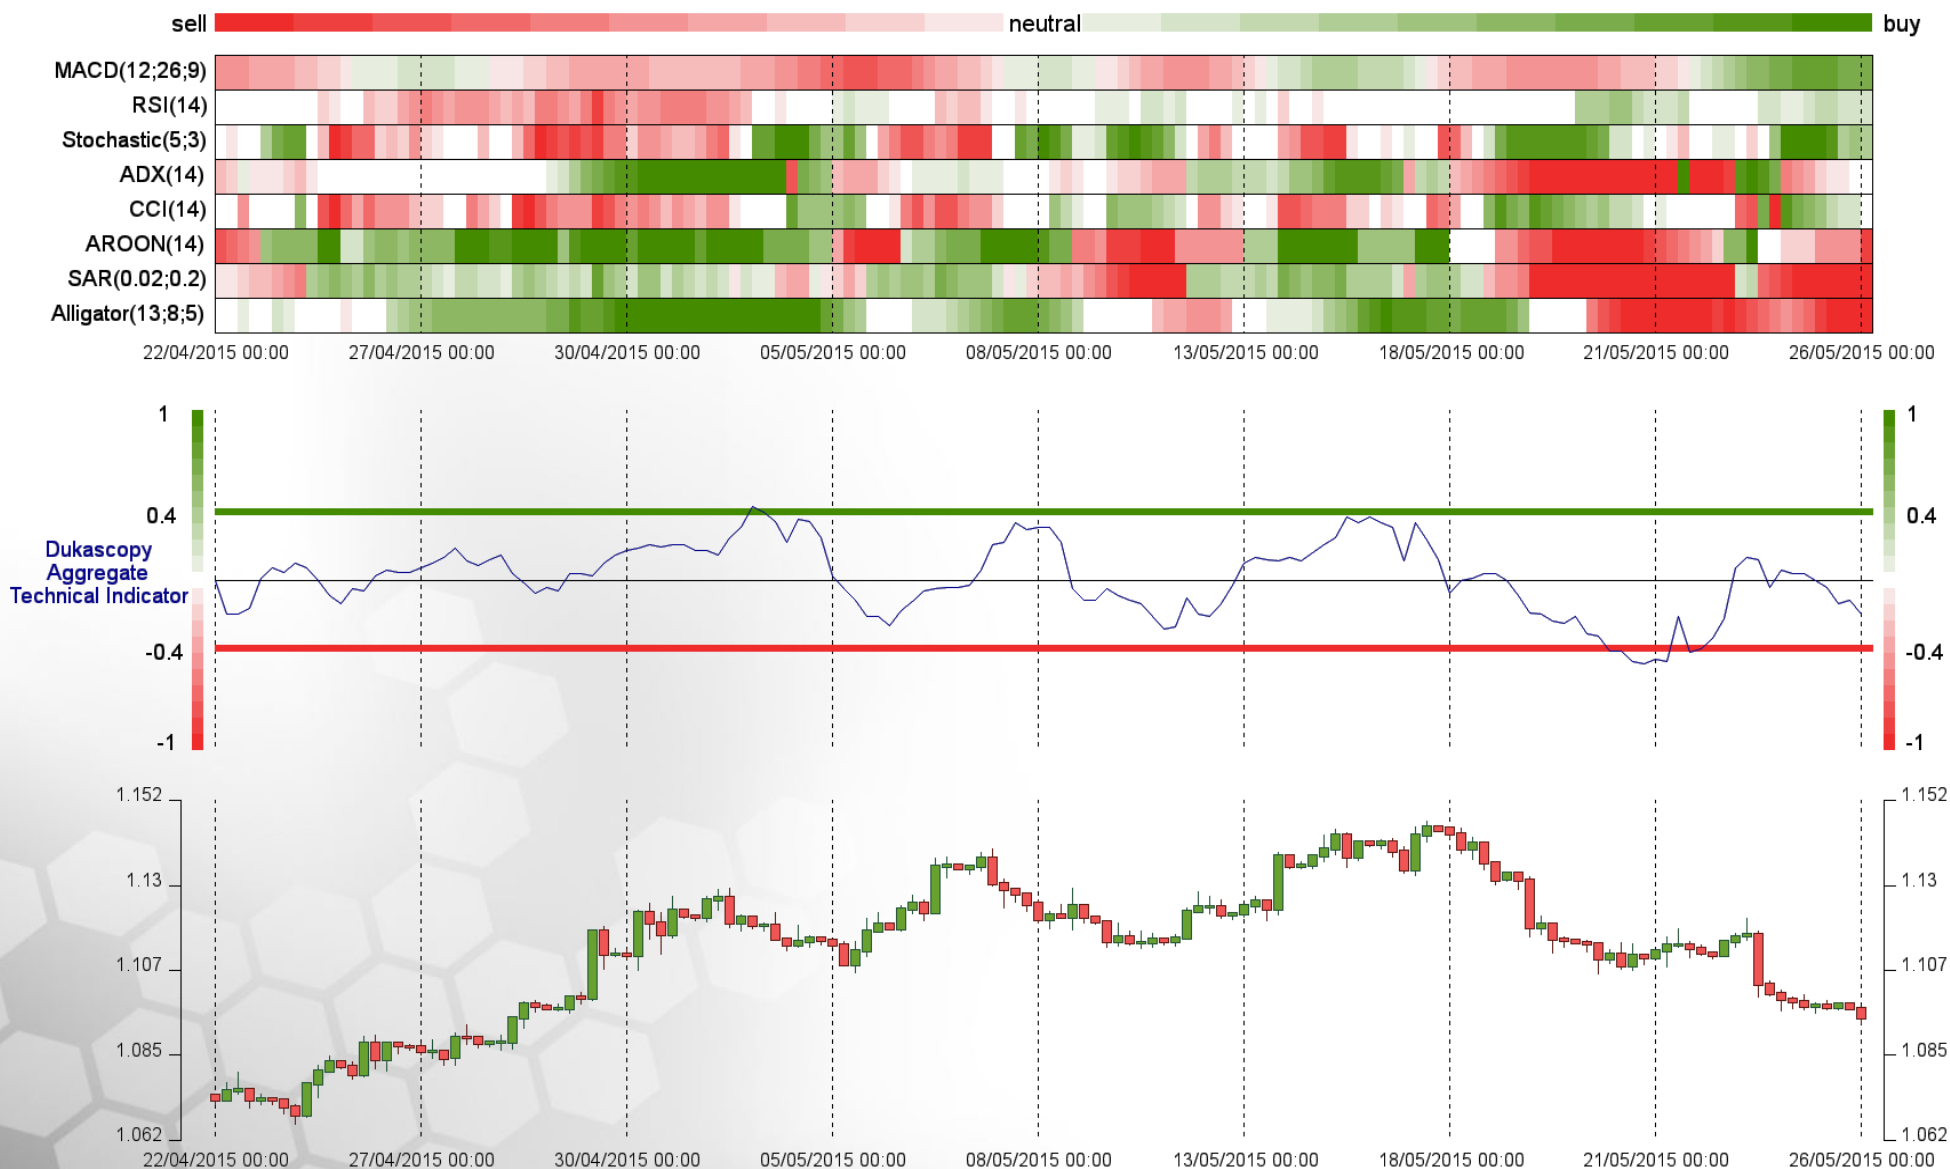 sell neutral buy
MACD(12;26;9)
RSI(14)
Stochastic(5;3)
ADX(14)
CCI(14)
AROON(14)
SAR(0.02;0.2)
Alligator(13;8;5)
22/04/2015 00:00 27/04/2015 00:00 30/04/2015 00:00 05/05/2015 00:00 08/05/2015 00:00 13/05/2015 00:00 18/05/2015 00:00 21/05/2015 00:00 26/05/2015 00:00
1 1
0.4 0.4
Dukascopy
Aggregate
Technical Indicator
-0.4 -0.4
-1 -1
1.152 1.152
1.13 1.13
1.107 1.107
1.085 1.085
1.062 1.062
22/04/2015 00:00 27/04/2015 00:00 30/04/2015 00:00 05/05/2015 00:00 08/05/2015 00:00 13/05/2015 00:00 18/05/2015 00:00 21/05/2015 00:00 26/05/2015 00:00